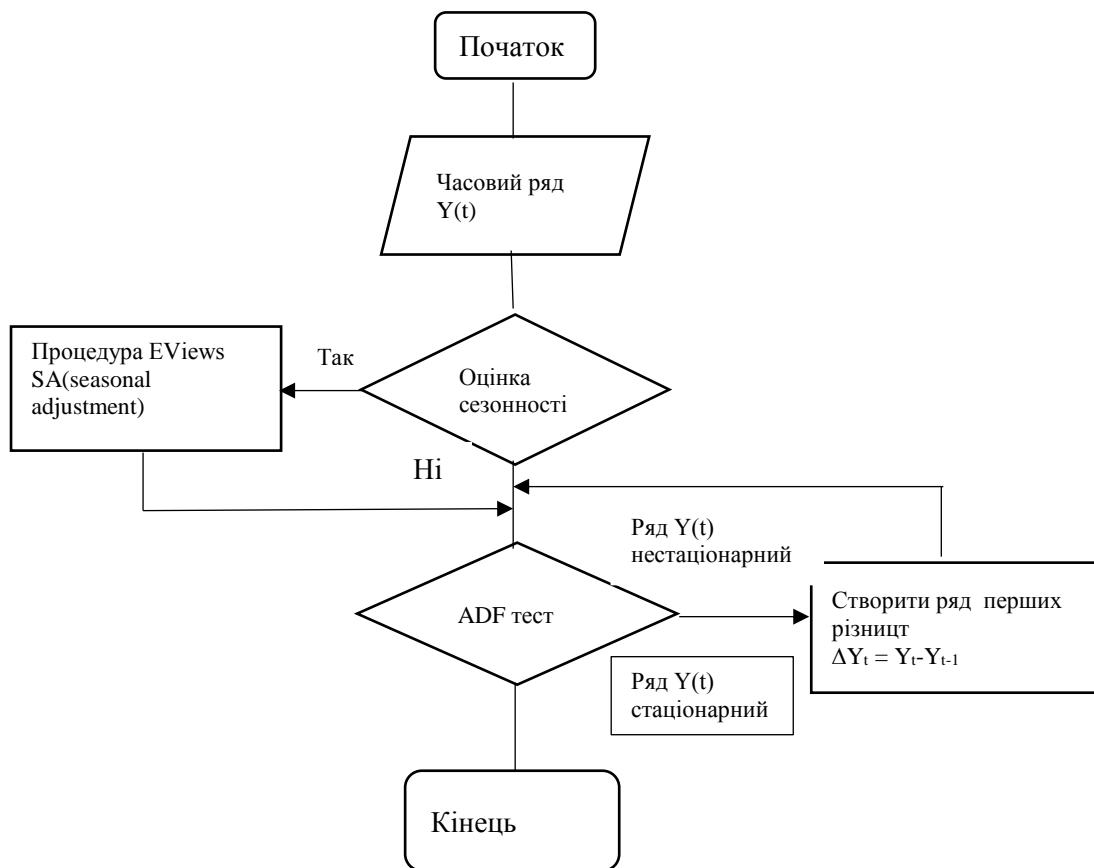 Початок
Часовий ряд
Y(t)
Процедура EViews
SA(seasonal
adjustment)
Так
Оцінка
сезонності
Ні
Ряд Y(t)
нестаціонарний
ADF тест
Створити ряд перших
різницт
ΔYt = Yt-Yt-1
Ряд Y(t)
стаціонарний
Кінець